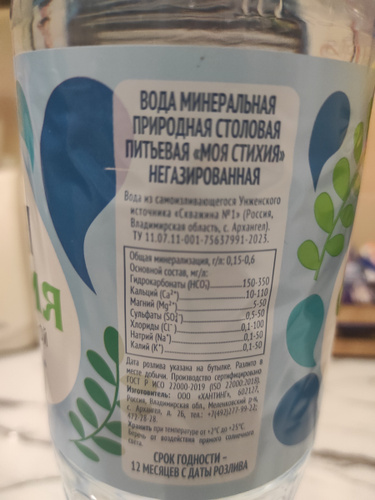 ВОДА МИНЕРАЛЬНАЯ
ПРИРОДНАЯ СТОЛОВАЯ
ПИТЬЕВАЯ «МОЯ СТИХИЯ»
НЕГАЗИРОВАННАЯ
Вода из самоизливающегося Унженского
источника «Скважина №1» (Россия,
Владимирская область, с. Архангел).
ТУ 11.07.11-001-75637991-2023.
Общая минерализация, г/л: 0,15-0,6
Основной состав, мг/л:
Гидрокарбонаты (HCO₃⁻) 150-350
Кальций (Ca²⁺) 10-110
Магний (Mg²⁺) 5-50
Сульфаты (SO₄²⁻) 0,5-50
Хлориды (Cl⁻) 0,1-100
Натрий (Na⁺) 0,1-50
Калий (K⁺) 0,1-50
Дата розлива указана на бутылке. Разлито в
месте добычи. Производство сертифицировано
ГОСТ Р ИСО 22000-2019 (ISO 22000:2018).
Изготовитель: ООО «ХАНТИНГ», 602127,
Россия, Владимирская обл., Меленковский р-н,
с. Архангел, д. 2Б, тел.:
Хранить при температуре от +2°С до +25°С.
Беречь от воздействия прямого солнечного
света.
СРОК ГОДНОСТИ –
12 МЕСЯЦЕВ С ДАТЫ РОЗЛИВА